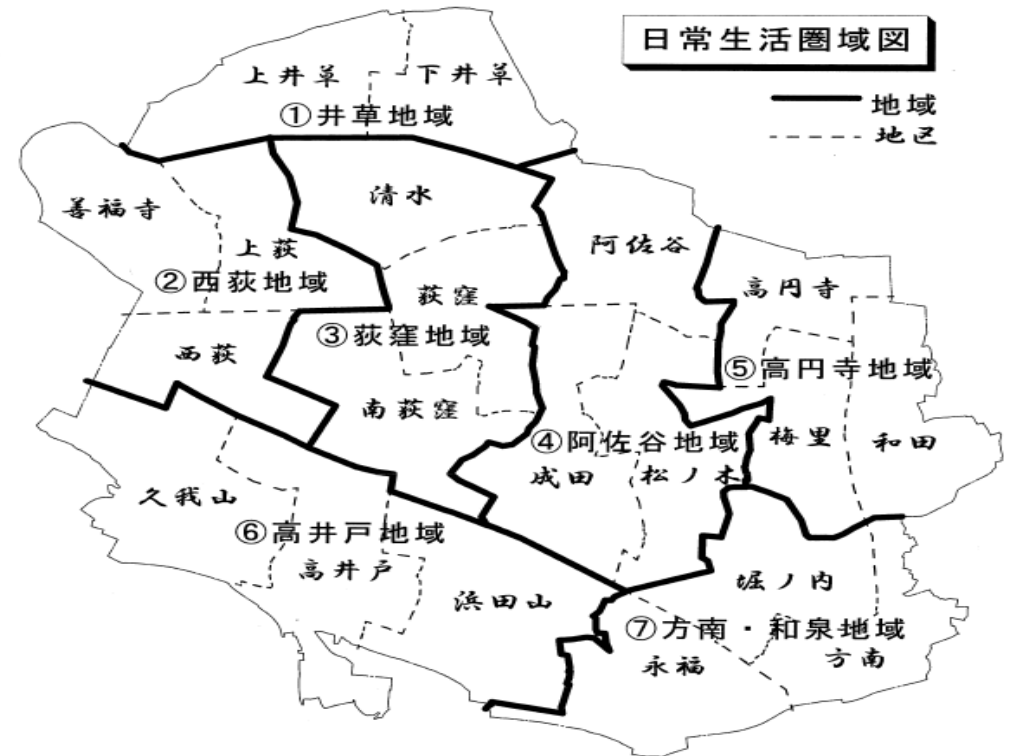 日常生活圏域図
地域
地区
上井草
下井草
①井草地域
善福寺
上荻
②西荻地域
西荻
清水
荻窪
③荻窪地域
南荻窪
阿佐谷
④阿佐谷地域
成田
松ノ木
高円寺
⑤高円寺地域
梅里
和田
久我山
⑥高井戸地域
高井戸
浜田山
堀ノ内
⑦方南・和泉地域
永福
方南